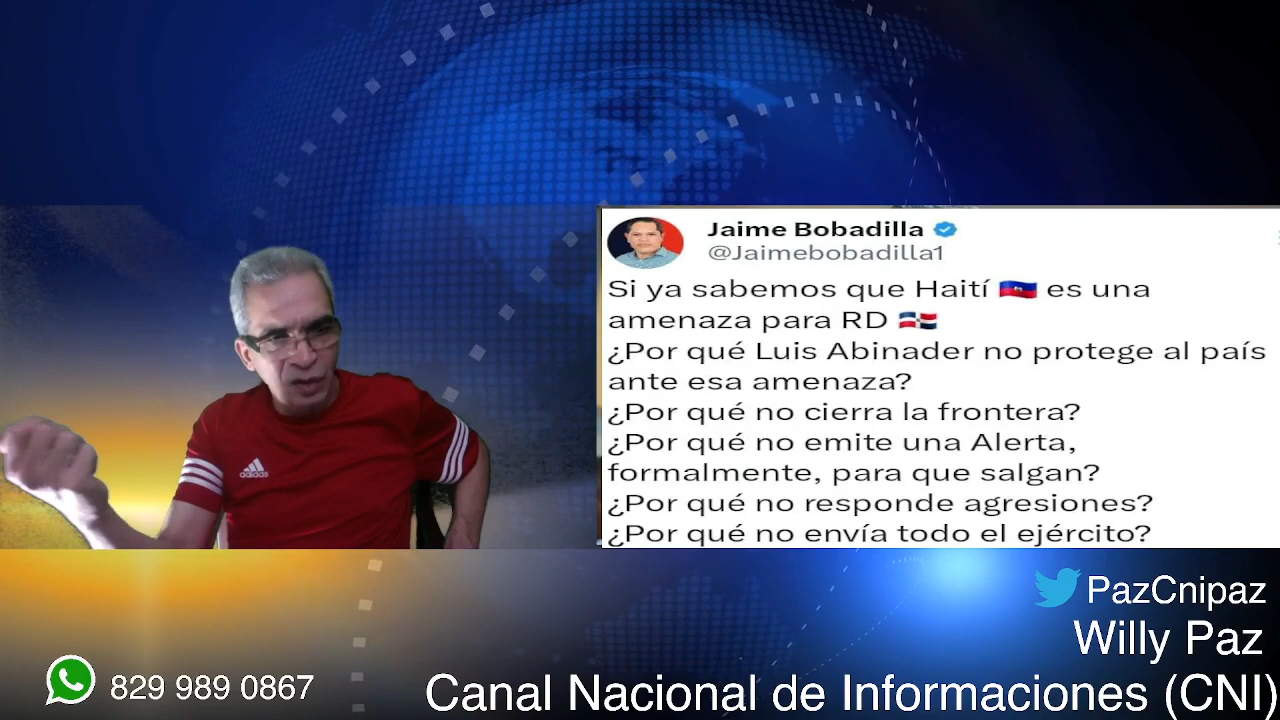 Jaime Bobadilla
@Jaimebobadilla1
Si ya sabemos que Haití 🇭🇹 es una
amenaza para RD 🇩🇴
¿Por qué Luis Abinader no protege al país
ante esa amenaza?
¿Por qué no cierra la frontera?
¿Por qué no emite una Alerta,
formalmente, para que salgan?
¿Por qué no responde agresiones?
¿Por qué no envía todo el ejército?
adidas
PazCnipaz
Willy Paz
829 989 0867
Canal Nacional de Informaciones (CNI)